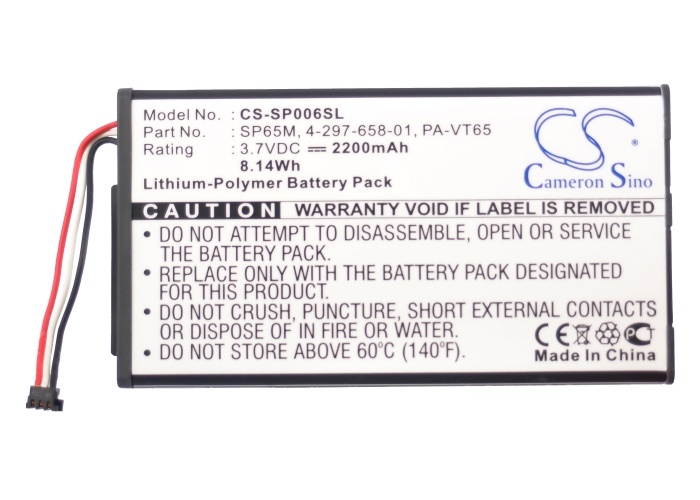 Model No. : CS-SP006SL
Part No. : SP65M, 4-297-658-01, PA-VT65
Rating : 3.7VDC ⎓ 2200mAh
8.14Wh
Lithium-Polymer Battery Pack
CS
Cameron Sino
CAUTION WARRANTY VOID IF LABEL IS REMOVED
• DO NOT ATTEMPT TO DISASSEMBLE, OPEN OR SERVICE
THE BATTERY PACK.
• REPLACE ONLY WITH THE BATTERY PACK DESIGNATED
FOR THIS PRODUCT.
• DO NOT CRUSH, PUNCTURE, SHORT EXTERNAL CONTACTS
OR DISPOSE OF IN FIRE OR WATER.
• DO NOT STORE ABOVE 60°C (140°F)
CE
Made In China